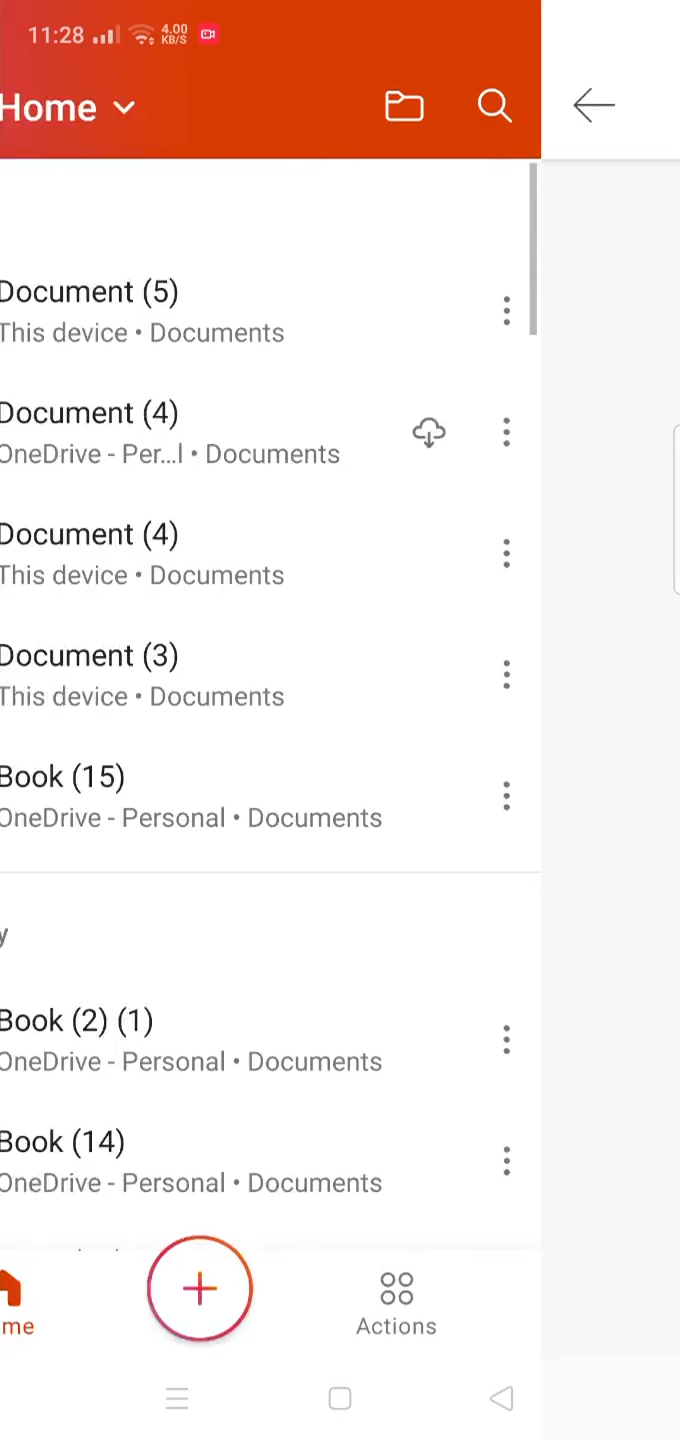 11:28 4.00 KB/S
Home
Document (5)
This device • Documents
Document (4)
OneDrive - Per...l • Documents
Document (4)
This device • Documents
Document (3)
This device • Documents
Book (15)
OneDrive - Personal • Documents
y
Book (2) (1)
OneDrive - Personal • Documents
Book (14)
OneDrive - Personal • Documents
me
Actions